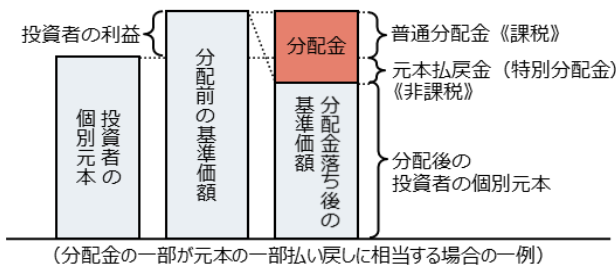 投資者の利益
分配金
普通分配金《課税》
元本払戻金（特別分配金）
《非課税》
投資者の
個別元本
分配前の基準価額
分配金落ち後の
基準価額
分配後の
投資者の個別元本
（分配金の一部が元本の一部払い戻しに相当する場合の一例）